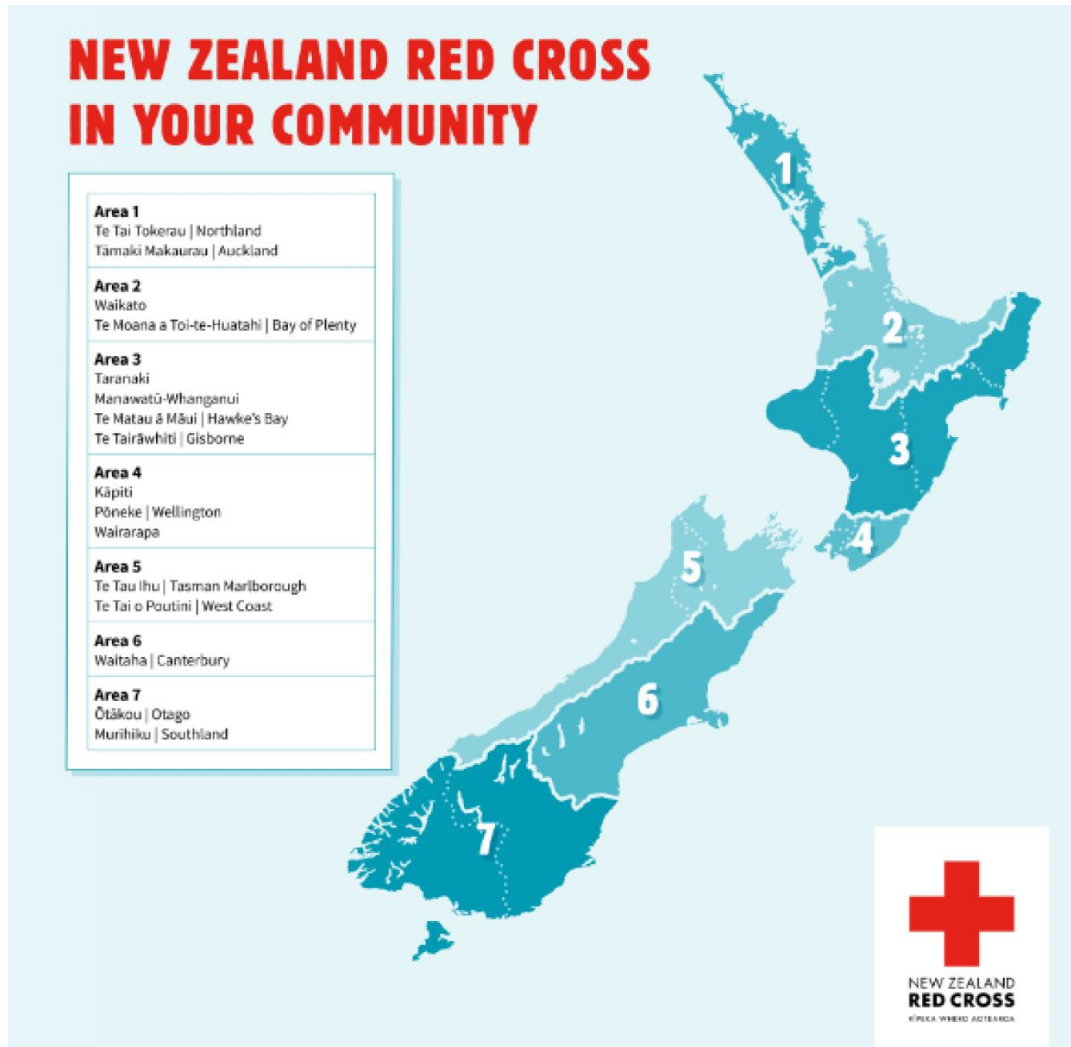 NEW ZEALAND RED CROSS
IN YOUR COMMUNITY
Area 1
Te Tai Tokerau | Northland
Tāmaki Makaurau | Auckland
Area 2
Waikato
Te Moana a Toi-te-Huatahi | Bay of Plenty
Area 3
Taranaki
Manawatū-Whanganui
Te Matau ā Māui | Hawke's Bay
Te Tairāwhiti | Gisborne
Area 4
Kāpiti
Pōneke | Wellington
Wairarapa
Area 5
Te Tau Ihu | Tasman Marlborough
Te Tai o Poutini | West Coast
Area 6
Waitaha | Canterbury
Area 7
Ōtākou | Otago
Murihiku | Southland
1
2
3
4
5
6
7
NEW ZEALAND
RED CROSS
RĪPEKA WHERO AOTEAROA